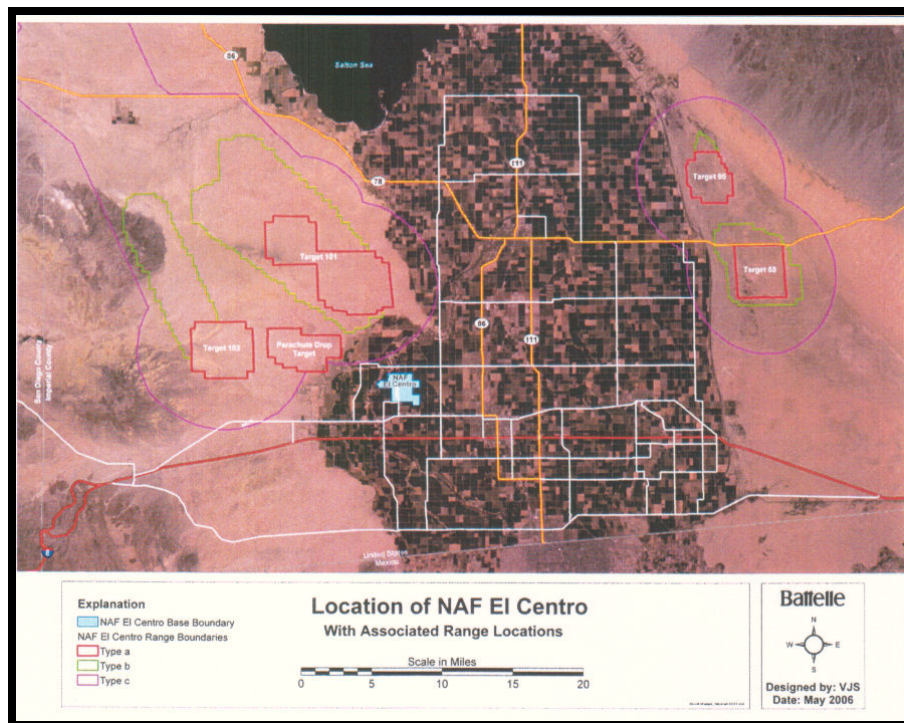 Salton Sea
86
111
78
Target 95
Target 101
Target 68
86
111
Target 103
Parachute Drop
Target
NAF
El Centro
San Diego County
Imperial County
8
United States
Mexico
Explanation
NAF El Centro Base Boundary
NAF El Centro Range Boundaries
Type a
Type b
Type c
Location of NAF El Centro
With Associated Range Locations
Scale in Miles
0 5 10 15 20
Battelle
N
W E
S
Designed by: VJS
Date: May 2006